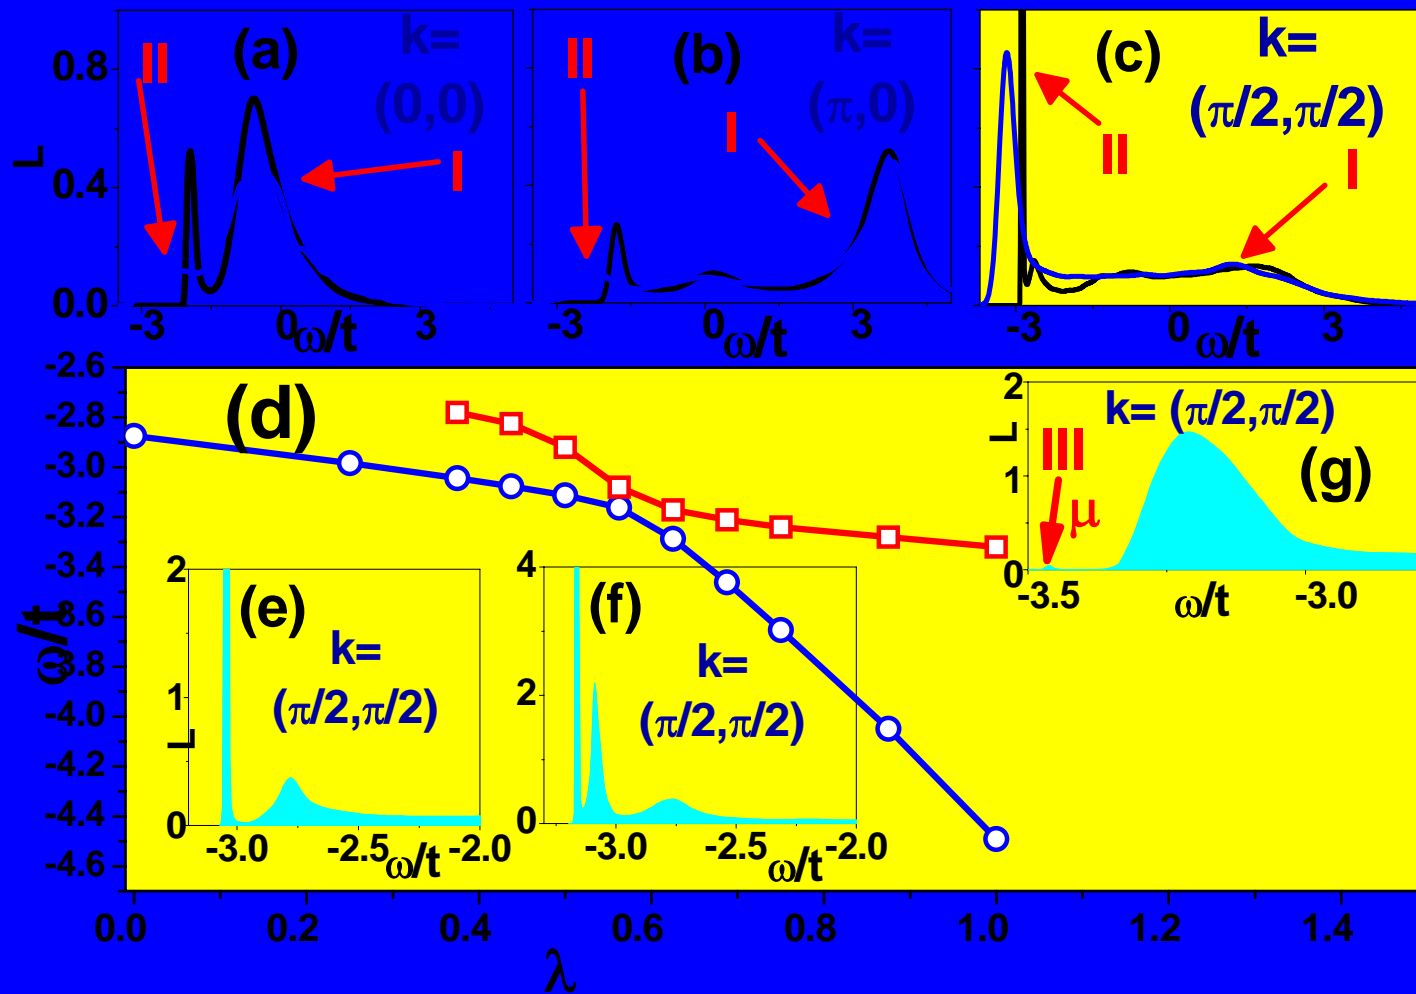 (a)
k=
(0,0)
II
I
L
0.8
0.4
0.0
-3
0
3
ω/t
(b)
k=
(π,0)
II
I
-3
0
3
ω/t
(c)
k=
(π/2,π/2)
II
I
-3
0
3
ω/t
(d)
ω/t
-2.6
-2.8
-3.0
-3.2
-3.4
-3.6
-3.8
-4.0
-4.2
-4.4
-4.6
0.0
0.2
0.4
0.6
0.8
1.0
1.2
1.4
λ
(e)
k=
(π/2,π/2)
L
2
1
0
-3.0
-2.5
-2.0
ω/t
(f)
k=
(π/2,π/2)
4
2
0
-3.0
-2.5
-2.0
ω/t
(g)
k= (π/2,π/2)
III
μ
L
2
1
0
-3.5
-3.0
ω/t